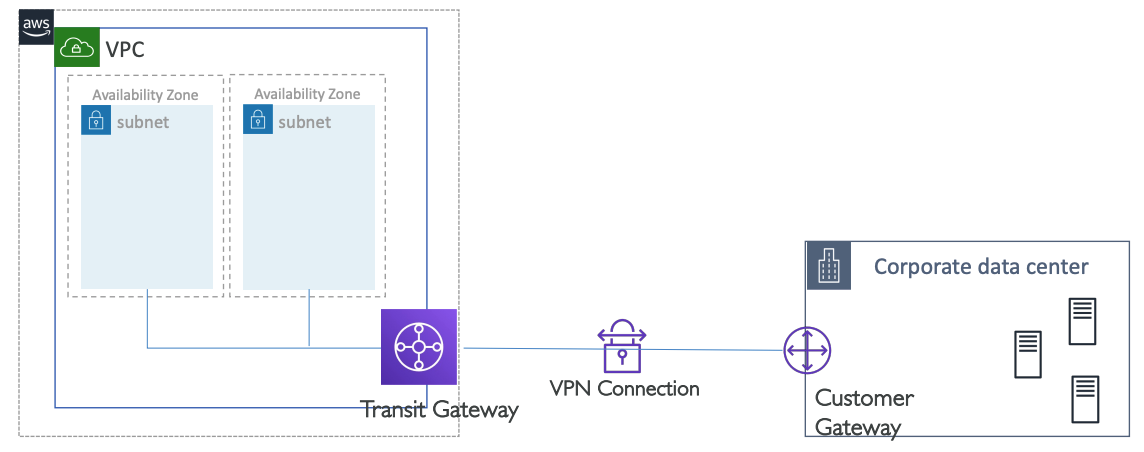 aws
VPC
Availability Zone
Availability Zone
subnet
subnet
Corporate data center
VPN Connection
Transit Gateway
Customer
Gateway